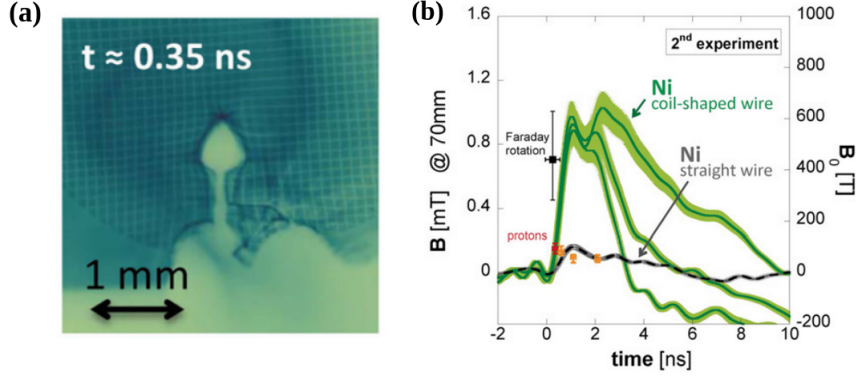 (a)
t ≈ 0.35 ns
1 mm
(b)
1.6
1.2
0.8
0.4
0
B [mT] @ 70mm
1000
800
600
400
200
0
-200
B₀ [T]
2nd experiment
Ni
coil-shaped wire
Faraday
rotation
Ni
straight wire
protons
-2
0
2
4
6
8
10
time [ns]